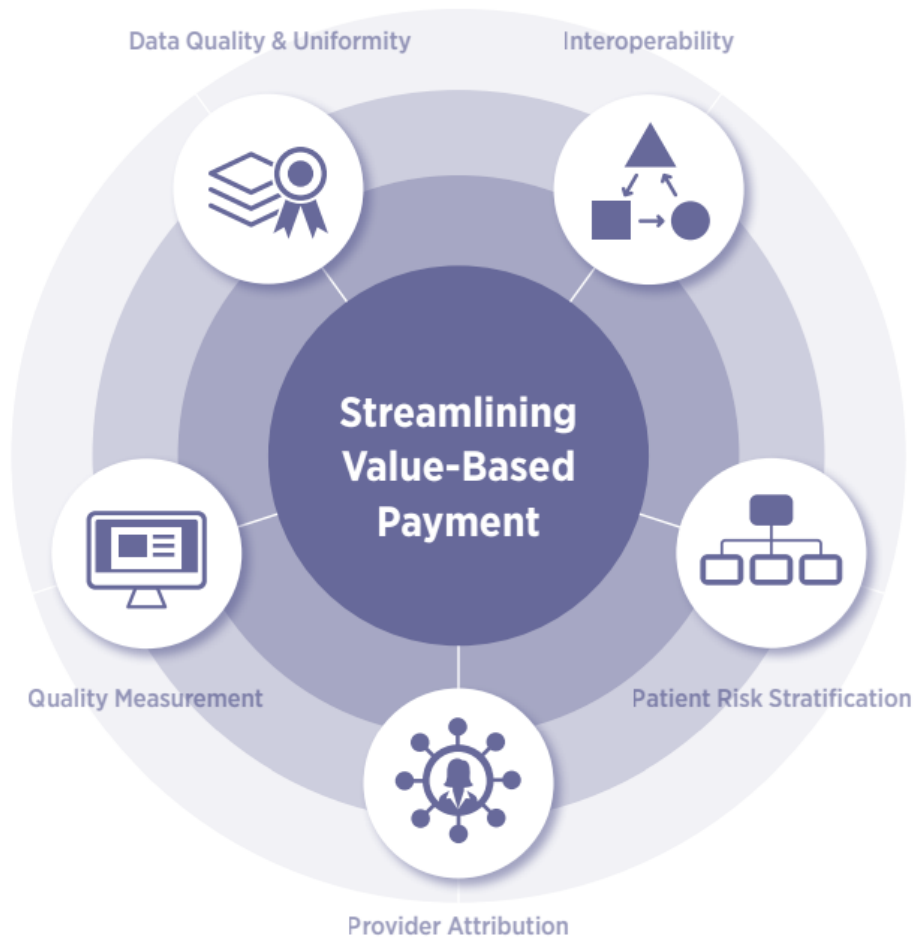 Data Quality & Uniformity
Interoperability
Streamlining
Value-Based
Payment
Quality Measurement
Patient Risk Stratification
Provider Attribution